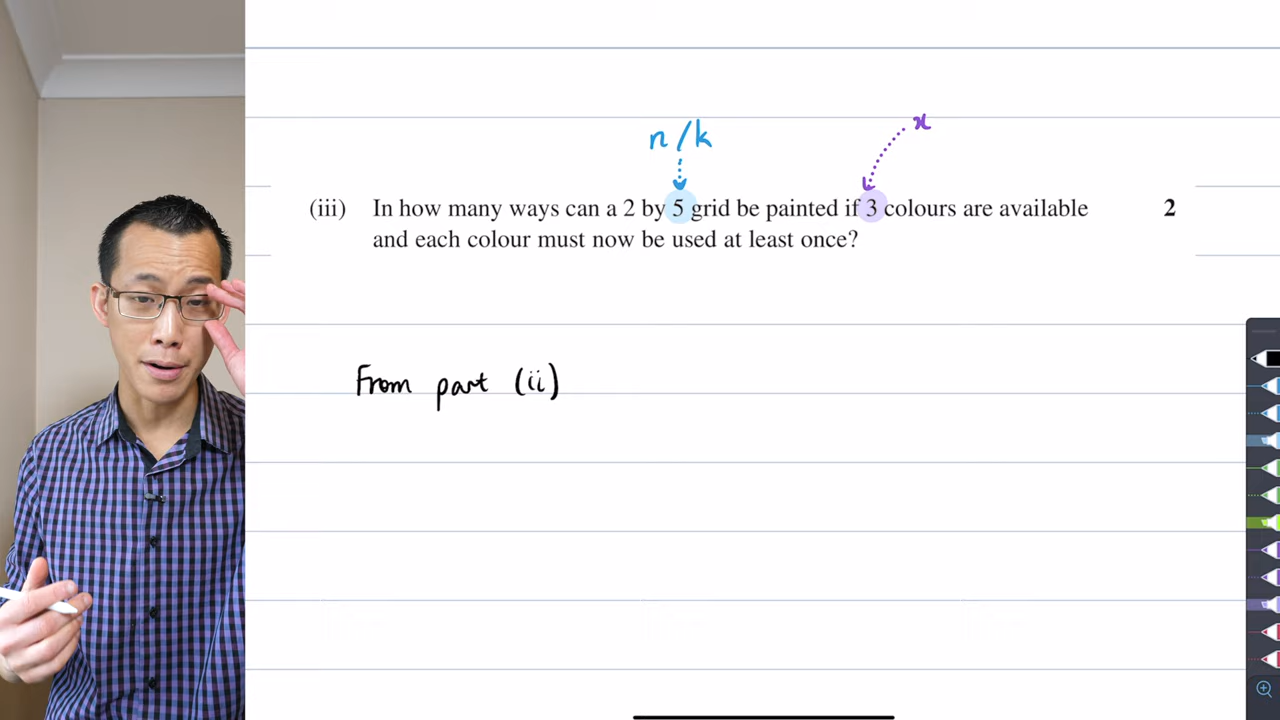 n/k
x
(iii) In how many ways can a 2 by 5 grid be painted if 3 colours are available 2
and each colour must now be used at least once?
From part (ii)